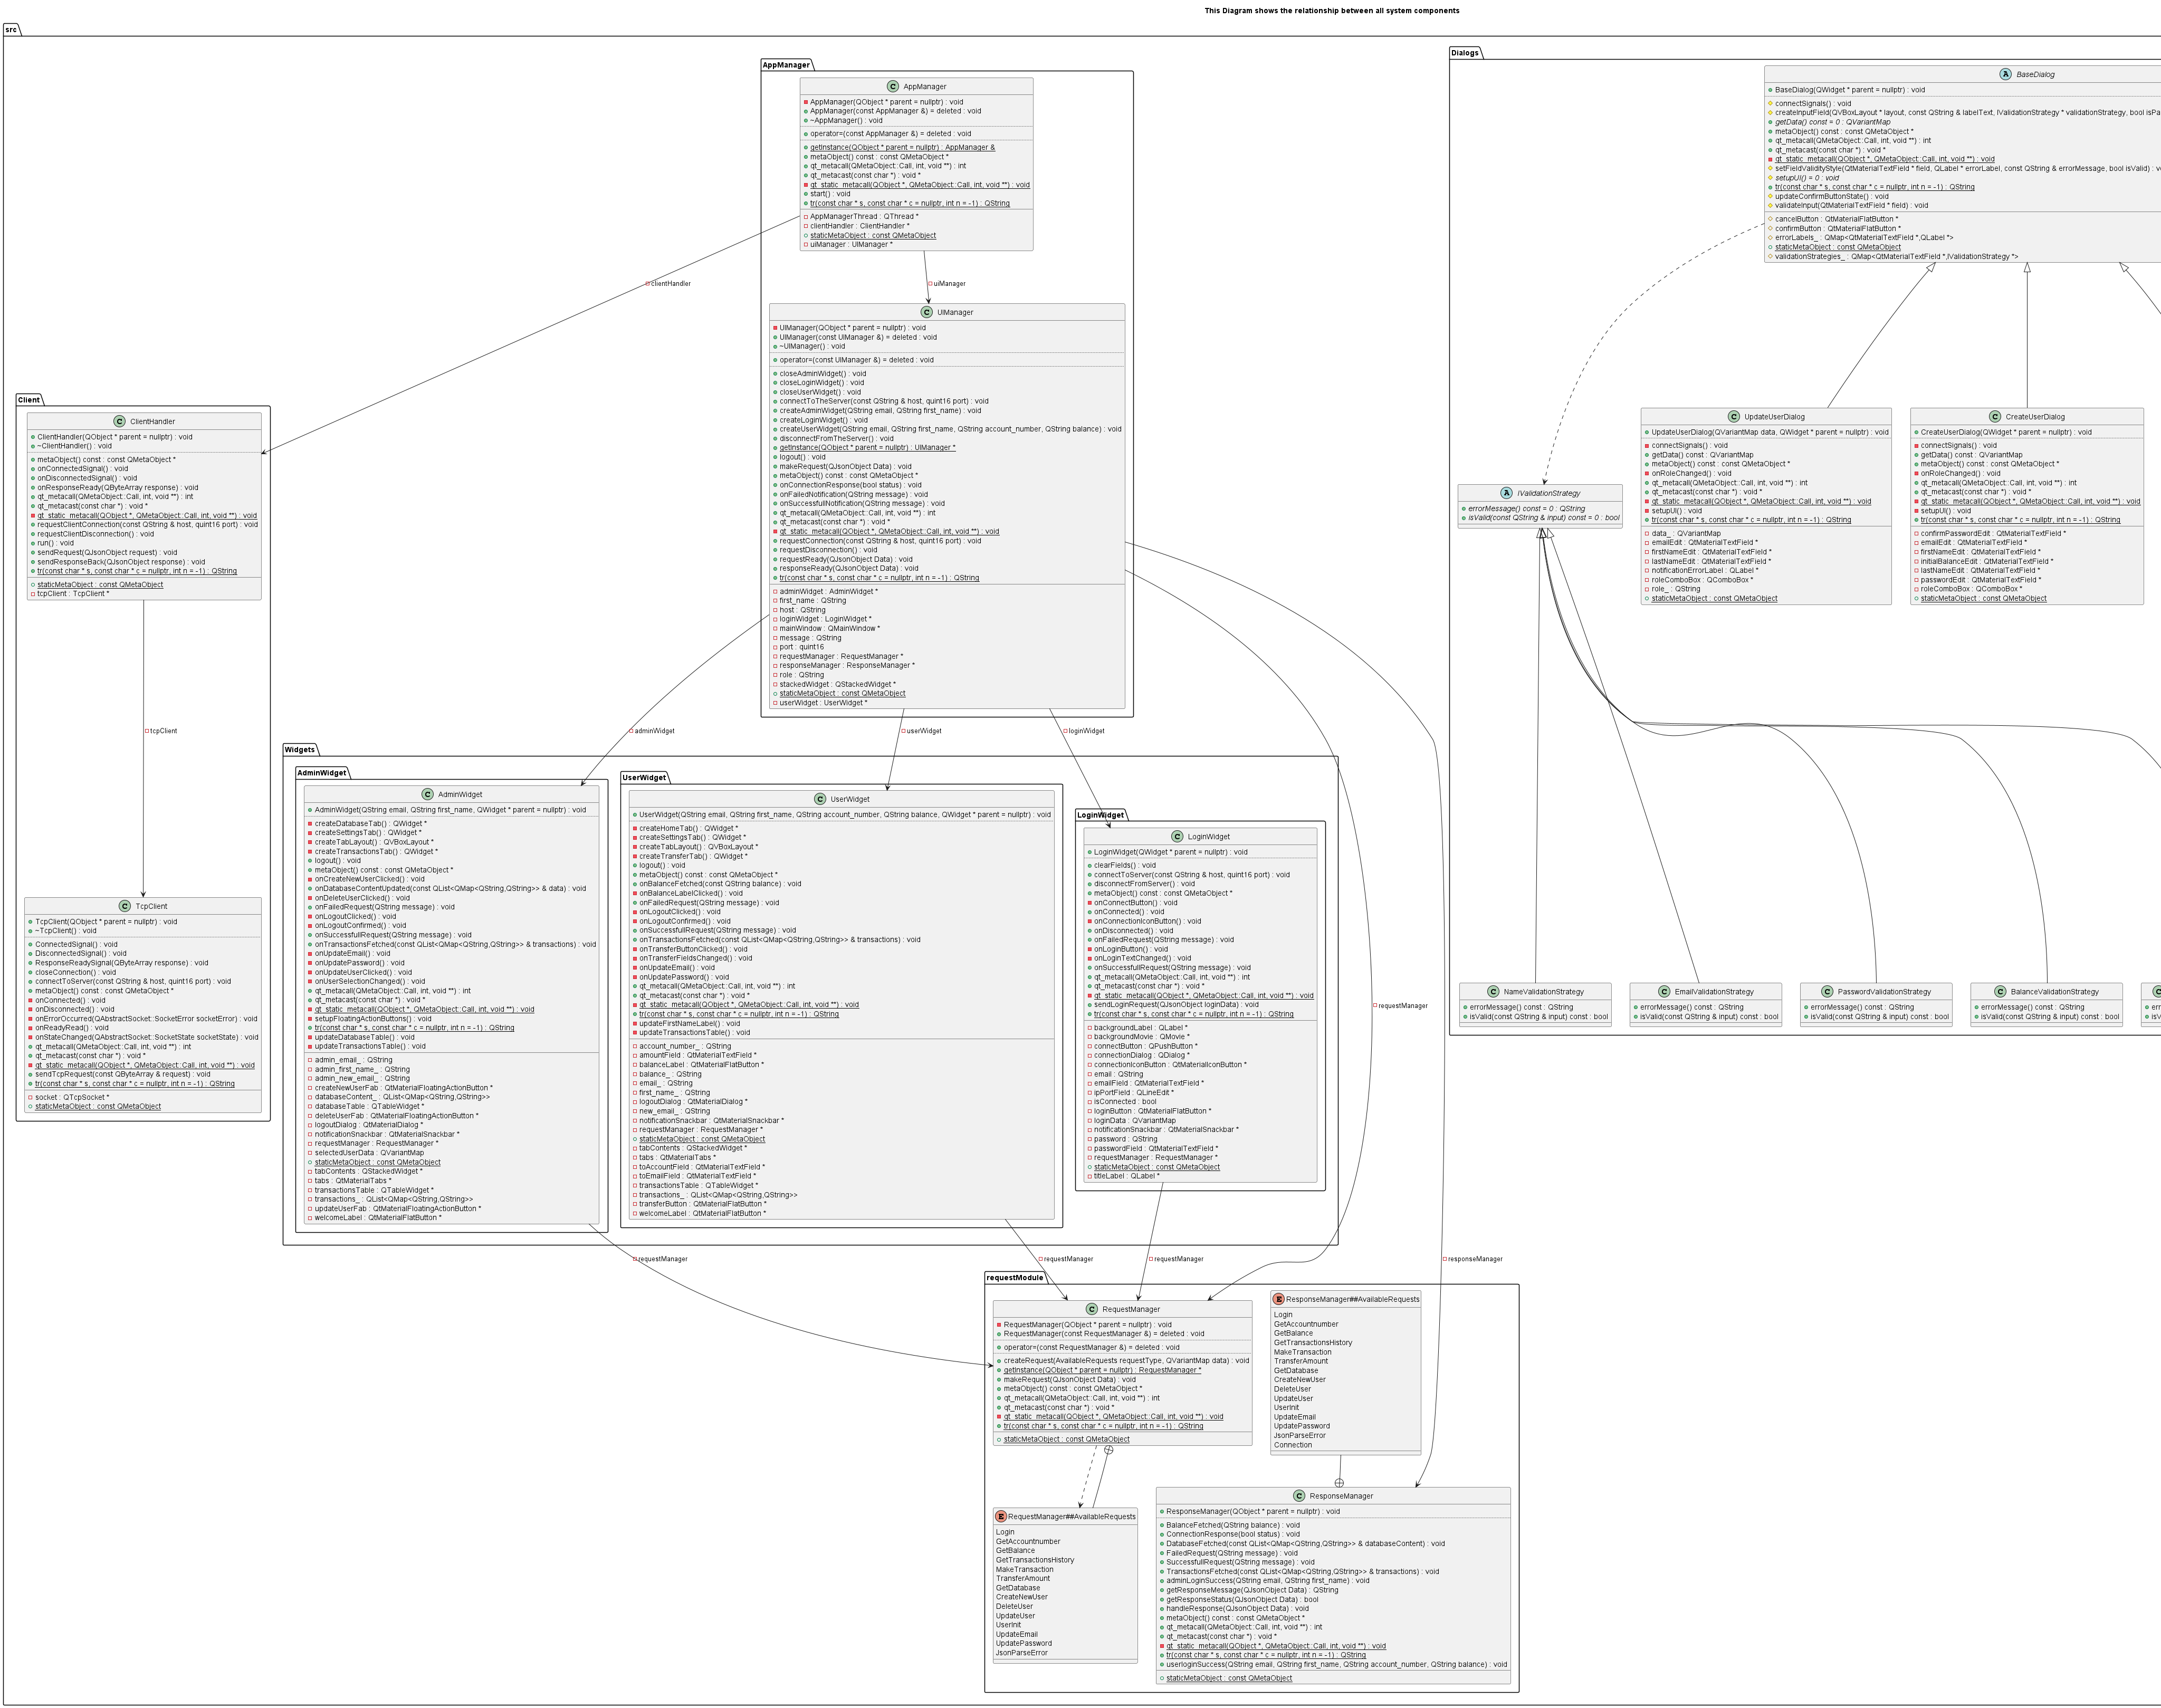 This Diagram shows the relationship between all system components
src
AppManager
AppManager
AppManager(QObject * parent = nullptr) : void
AppManager(const AppManager &) = deleted : void
~AppManager() : void
operator=(const AppManager &) = deleted : void
getInstance(QObject * parent = nullptr) : AppManager &
metaObject() const : const QMetaObject *
qt_metacall(QMetaObject::Call, int, void **) : int
qt_metacast(const char *) : void *
qt_static_metacall(QObject *, QMetaObject::Call, int, void **) : void
start() : void
tr(const char * s, const char * c = nullptr, int n = -1) : QString
AppManagerThread : QThread *
clientHandler : ClientHandler *
staticMetaObject : const QMetaObject
uiManager : UIManager *
clientHandler
uiManager
UIManager
UIManager(QObject * parent = nullptr) : void
UIManager(const UIManager &) = deleted : void
~UIManager() : void
operator=(const UIManager &) = deleted : void
closeAdminWidget() : void
closeLoginWidget() : void
closeUserWidget() : void
connectToTheServer(const QString & host, quint16 port) : void
createAdminWidget(QString email, QString first_name) : void
createLoginWidget() : void
createUserWidget(QString email, QString first_name, QString account_number, QString balance) : void
disconnectFromTheServer() : void
getInstance(QObject * parent = nullptr) : UIManager *
logout() : void
makeRequest(QJsonObject Data) : void
metaObject() const : const QMetaObject *
onConnectionResponse(bool status) : void
onFailedNotification(QString message) : void
onSuccessfulNotification(QString message) : void
qt_metacall(QMetaObject::Call, int, void **) : int
qt_metacast(const char *) : void *
qt_static_metacall(QObject *, QMetaObject::Call, int, void **) : void
requestConnection(const QString & host, quint16 port) : void
requestDisconnection() : void
requestReady(QJsonObject Data) : void
responseReady(QJsonObject Data) : void
tr(const char * s, const char * c = nullptr, int n = -1) : QString
adminWidget : AdminWidget *
first_name : QString
host : QString
loginWidget : LoginWidget *
mainWindow : QMainWindow *
message : QString
port : quint16
requestManager : RequestManager *
responseManager : ResponseManager *
role : QString
stackedWidget : QStackedWidget *
staticMetaObject : const QMetaObject
userWidget : UserWidget *
Client
ClientHandler
ClientHandler(QObject * parent = nullptr) : void
~ClientHandler() : void
metaObject() const : const QMetaObject *
onConnectedSignal() : void
onDisconnectedSignal() : void
onResponseReady(QByteArray response) : void
qt_metacall(QMetaObject::Call, int, void **) : int
qt_metacast(const char *) : void *
qt_static_metacall(QObject *, QMetaObject::Call, int, void **) : void
requestClientConnection(const QString & host, quint16 port) : void
requestClientDisconnection() : void
run() : void
sendRequest(QJsonObject request) : void
sendResponseBack(QJsonObject response) : void
tr(const char * s, const char * c = nullptr, int n = -1) : QString
staticMetaObject : const QMetaObject
tcpClient : TcpClient *
tcpClient
TcpClient
TcpClient(QObject * parent = nullptr) : void
~TcpClient() : void
ConnectedSignal() : void
DisconnectedSignal() : void
ResponseReadySignal(QByteArray response) : void
closeConnection() : void
connectToServer(const QString & host, quint16 port) : void
metaObject() const : const QMetaObject *
onConnected() : void
onDisconnected() : void
onErrorOccurred(QAbstractSocket::SocketError socketError) : void
onReadyRead() : void
onStateChanged(QAbstractSocket::SocketState socketState) : void
qt_metacall(QMetaObject::Call, int, void **) : int
qt_metacast(const char *) : void *
qt_static_metacall(QObject *, QMetaObject::Call, int, void **) : void
sendTcpRequest(const QByteArray & request) : void
tr(const char * s, const char * c = nullptr, int n = -1) : QString
socket : QTcpSocket *
staticMetaObject : const QMetaObject
adminWidget
userWidget
loginWidget
Widgets
AdminWidget
AdminWidget
AdminWidget(QString email, QString first_name, QWidget * parent = nullptr) : void
createDatabaseTab() : QWidget *
createSettingsTab() : QWidget *
createTabLayout() : QVBoxLayout *
createTransactionsTab() : QWidget *
logout() : void
metaObject() const : const QMetaObject *
onCreateNewUserClicked() : void
onDatabaseContentUpdated(const QList<QMap<QString,QString>> & data) : void
onDeleteUserClicked() : void
onFailedRequest(QString message) : void
onLogoutClicked() : void
onLogoutConfirmed() : void
onSuccessfullRequest(QString message) : void
onTransactionsFetched(const QList<QMap<QString,QString>> & transactions) : void
onUpdateEmail() : void
onUpdatePassword() : void
onUpdateUserClicked() : void
onUserSelectionChanged() : void
qt_metacall(QMetaObject::Call, int, void **) : int
qt_metacast(const char *) : void *
qt_static_metacall(QObject *, QMetaObject::Call, int, void **) : void
setupFloatingActionButtons() : void
tr(const char * s, const char * c = nullptr, int n = -1) : QString
updateDatabaseTable() : void
updateTransactionsTable() : void
admin_email_ : QString
admin_first_name_ : QString
admin_new_email_ : QString
createNewUserFab : QtMaterialFloatingActionButton *
databaseContent_ : QList<QMap<QString,QString>>
databaseTable : QTableWidget *
deleteUserFab : QtMaterialFloatingActionButton *
logoutDialog : QtMaterialDialog *
notificationSnackbar : QtMaterialSnackbar *
requestManager : RequestManager *
selectedUserData : QVariantMap
staticMetaObject : const QMetaObject
tabContents : QStackedWidget *
tabs : QtMaterialTabs *
transactionsTable : QTableWidget *
transactions_ : QList<QMap<QString,QString>>
updateUserFab : QtMaterialFloatingActionButton *
welcomeLabel : QtMaterialFlatButton *
UserWidget
UserWidget
UserWidget(QString email, QString first_name, QString account_number, QString balance, QWidget * parent = nullptr) : void
createHomeTab() : QWidget *
createSettingsTab() : QWidget *
createTabLayout() : QVBoxLayout *
createTransferTab() : QWidget *
logout() : void
metaObject() const : const QMetaObject *
onBalanceFetched(const QString balance) : void
onBalanceLabelClicked() : void
onFailedRequest(QString message) : void
onLogoutClicked() : void
onLogoutConfirmed() : void
onSuccessfullRequest(QString message) : void
onTransactionsFetched(const QList<QMap<QString,QString>> & transactions) : void
onTransferButtonClicked() : void
onTransferFieldsChanged() : void
onUpdateEmail() : void
onUpdatePassword() : void
qt_metacall(QMetaObject::Call, int, void **) : int
qt_metacast(const char *) : void *
qt_static_metacall(QObject *, QMetaObject::Call, int, void **) : void
tr(const char * s, const char * c = nullptr, int n = -1) : QString
updateFirstNameLabel() : void
updateTransactionsTable() : void
account_number_ : QString
amountField : QtMaterialTextField *
balanceLabel : QtMaterialFlatButton *
balance_ : QString
email_ : QString
first_name_ : QString
logoutDialog : QtMaterialDialog *
new_email_ : QString
notificationSnackbar : QtMaterialSnackbar *
requestManager : RequestManager *
staticMetaObject : const QMetaObject
tabContents : QStackedWidget *
tabs : QtMaterialTabs *
toAccountField : QtMaterialTextField *
toEmailField : QtMaterialTextField *
transactionsTable : QTableWidget *
transactions_ : QList<QMap<QString,QString>>
transferButton : QtMaterialFlatButton *
welcomeLabel : QtMaterialFlatButton *
LoginWidget
LoginWidget
LoginWidget(QWidget * parent = nullptr) : void
clearFields() : void
connectToServer(const QString & host, quint16 port) : void
disconnectFromServer() : void
metaObject() const : const QMetaObject *
onConnectButton() : void
onConnected() : void
onConnectionIconButton() : void
onDisconnected() : void
onFailedRequest(QString message) : void
onLoginButton() : void
onLoginTextChanged() : void
onSuccessfullRequest(QString message) : void
qt_metacall(QMetaObject::Call, int, void **) : int
qt_metacast(const char *) : void *
qt_static_metacall(QObject *, QMetaObject::Call, int, void **) : void
sendLoginRequest(QJsonObject loginData) : void
tr(const char * s, const char * c = nullptr, int n = -1) : QString
backgroundLabel : QLabel *
backgroundMovie : QMovie *
connectButton : QPushButton *
connectionDialog : QDialog *
connectionIconButton : QtMaterialIconButton *
email : QString
emailField : QtMaterialTextField *
ipPortField : QLineEdit *
isConnected : bool
loginButton : QtMaterialFlatButton *
loginData : QVariantMap
notificationSnackbar : QtMaterialSnackbar *
password : QString
passwordField : QtMaterialTextField *
requestManager : RequestManager *
staticMetaObject : const QMetaObject
titleLabel : QLabel *
requestManager
requestManager
requestManager
requestManager
responseManager
requestModule
RequestManager
RequestManager(QObject * parent = nullptr) : void
RequestManager(const RequestManager &) = deleted : void
operator=(const RequestManager &) = deleted : void
createRequest(AvailableRequests requestType, QVariantMap data) : void
getInstance(QObject * parent = nullptr) : RequestManager *
makeRequest(QJsonObject Data) : void
metaObject() const : const QMetaObject *
qt_metacall(QMetaObject::Call, int, void **) : int
qt_metacast(const char *) : void *
qt_static_metacall(QObject *, QMetaObject::Call, int, void **) : void
tr(const char * s, const char * c = nullptr, int n = -1) : QString
staticMetaObject : const QMetaObject
ResponseManager##AvailableRequests
Login
GetAccountnumber
GetBalance
GetTransactionsHistory
MakeTransaction
TransferAmount
GetDatabase
CreateNewUser
DeleteUser
UpdateUser
UserInit
UpdateEmail
UpdatePassword
JsonParseError
Connection
RequestManager##AvailableRequests
Login
GetAccountnumber
GetBalance
GetTransactionsHistory
MakeTransaction
TransferAmount
GetDatabase
CreateNewUser
DeleteUser
UpdateUser
UserInit
UpdateEmail
UpdatePassword
JsonParseError
ResponseManager
ResponseManager(QObject * parent = nullptr) : void
BalanceFetched(QString balance) : void
ConnectionResponse(bool status) : void
DatabaseFetched(const QList<QMap<QString,QString>> & databaseContent) : void
FailedRequest(QString message) : void
SuccessfullRequest(QString message) : void
TransactionsFetched(const QList<QMap<QString,QString>> & transactions) : void
adminLoginSuccess(QString email, QString first_name) : void
getResponseMessage(QJsonObject Data) : QString
getResponseStatus(QJsonObject Data) : bool
handleResponse(QJsonObject Data) : void
metaObject() const : const QMetaObject *
qt_metacall(QMetaObject::Call, int, void **) : int
qt_metacast(const char *) : void *
qt_static_metacall(QObject *, QMetaObject::Call, int, void **) : void
tr(const char * s, const char * c = nullptr, int n = -1) : QString
userloginSuccess(QString email, QString first_name, QString account_number, QString balance) : void
staticMetaObject : const QMetaObject
Dialogs
BaseDialog
BaseDialog(QWidget * parent = nullptr) : void
connectSignals() : void
createInputField(QVBoxLayout * layout, const QString & labelText, IValidationStrategy * validationStrategy, bool isPa
getData() const = 0 : QVariantMap
metaObject() const : const QMetaObject *
qt_metacall(QMetaObject::Call, int, void **) : int
qt_metacast(const char *) : void *
qt_static_metacall(QObject *, QMetaObject::Call, int, void **) : void
setFieldValidityStyle(QtMaterialTextField * field, QLabel * errorLabel, const QString & errorMessage, bool isValid) : v
setupUI() = 0 : void
tr(const char * s, const char * c = nullptr, int n = -1) : QString
updateConfirmButtonState() : void
validateInput(QtMaterialTextField * field) : void
cancelButton : QtMaterialFlatButton *
confirmButton : QtMaterialFlatButton *
errorLabels_ : QMap<QtMaterialTextField *,QLabel *>
staticMetaObject : const QMetaObject
validationStrategies_ : QMap<QtMaterialTextField *,IValidationStrategy *>
UpdateUserDialog
UpdateUserDialog(QVariantMap data, QWidget * parent = nullptr) : void
connectSignals() : void
getData() const : QVariantMap
metaObject() const : const QMetaObject *
onRoleChanged() : void
qt_metacall(QMetaObject::Call, int, void **) : int
qt_metacast(const char *) : void *
qt_static_metacall(QObject *, QMetaObject::Call, int, void **) : void
setupUI() : void
tr(const char * s, const char * c = nullptr, int n = -1) : QString
data_ : QVariantMap
emailEdit : QtMaterialTextField *
firstNameEdit : QtMaterialTextField *
lastNameEdit : QtMaterialTextField *
notificationErrorLabel : QLabel *
roleComboBox : QComboBox *
role_ : QString
staticMetaObject : const QMetaObject
CreateUserDialog
CreateUserDialog(QWidget * parent = nullptr) : void
connectSignals() : void
getData() const : QVariantMap
metaObject() const : const QMetaObject *
onRoleChanged() : void
qt_metacall(QMetaObject::Call, int, void **) : int
qt_metacast(const char *) : void *
qt_static_metacall(QObject *, QMetaObject::Call, int, void **) : void
setupUI() : void
tr(const char * s, const char * c = nullptr, int n = -1) : QString
confirmPasswordEdit : QtMaterialTextField *
emailEdit : QtMaterialTextField *
firstNameEdit : QtMaterialTextField *
initialBalanceEdit : QtMaterialTextField *
lastNameEdit : QtMaterialTextField *
passwordEdit : QtMaterialTextField *
roleComboBox : QComboBox *
staticMetaObject : const QMetaObject
IValidationStrategy
errorMessage() const = 0 : QString
isValid(const QString & input) const = 0 : bool
NameValidationStrategy
errorMessage() const : QString
isValid(const QString & input) const : bool
EmailValidationStrategy
errorMessage() const : QString
isValid(const QString & input) const : bool
PasswordValidationStrategy
errorMessage() const : QString
isValid(const QString & input) const : bool
BalanceValidationStrategy
errorMessage() const : QString
isValid(const QString & input) const : bool